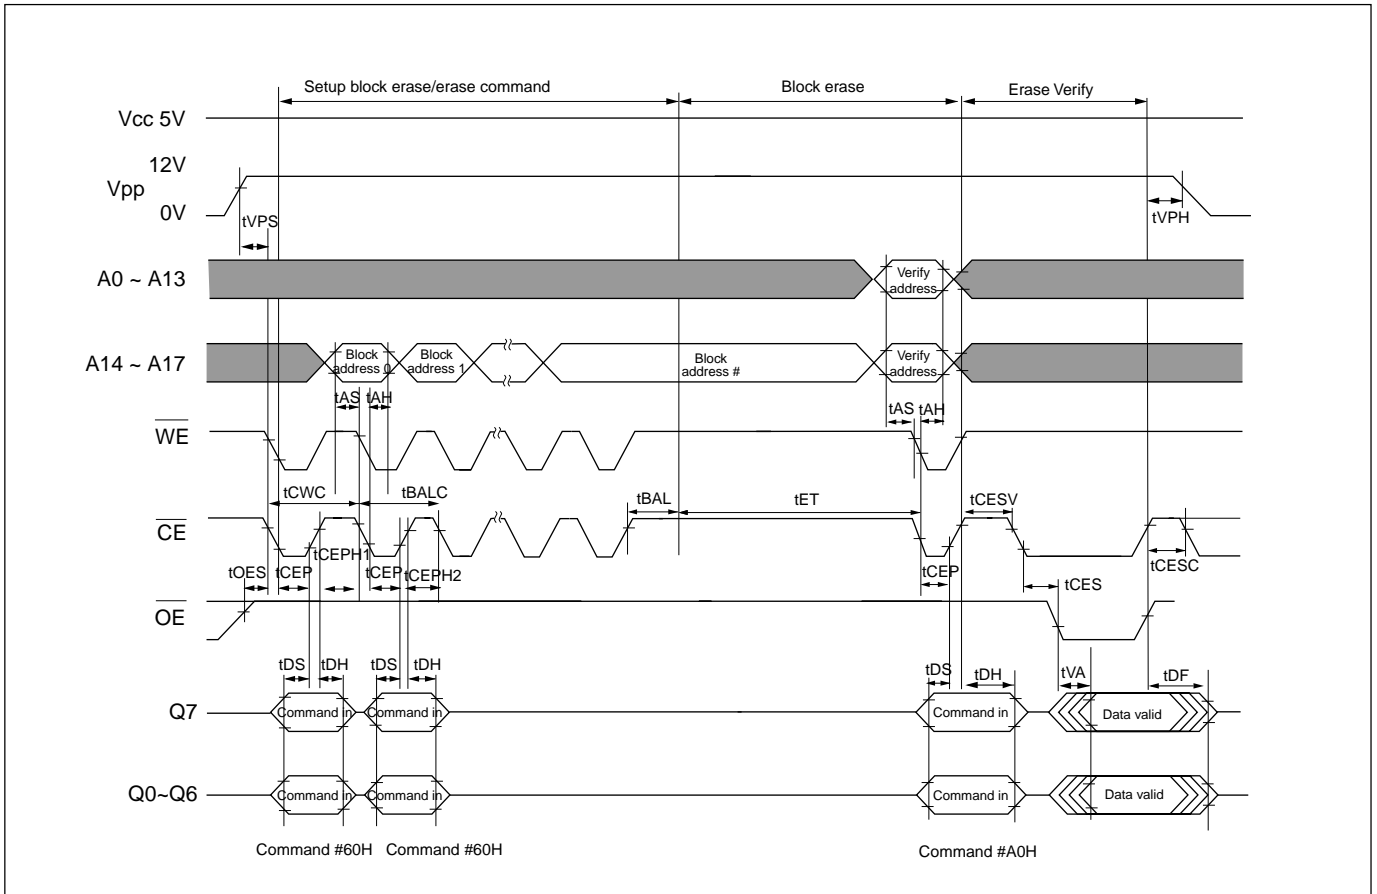 Setup block erase/erase command
Block erase
Erase Verify
Vcc 5V
12V
Vpp
0V
tVPS
tVPH
A0 ~ A13
Verify
address
A14 ~ A17
Block
address 0
Block
address 1
Block
address #
Verify
address
tAS
tAH
tAS
tAH
WE
tCWC
tBALC
tBAL
tET
tCESV
CE
tCEPH1
tOES
tCEP
tCEP
tCEPH2
tCEP
tCES
tCESC
OE
tDS
tDH
tDS
tDH
tDS
tDH
tVA
tDF
Q7
Command in
Command in
Command in
Data valid
Q0~Q6
Command in
Command in
Command in
Data valid
Command #60H
Command #60H
Command #A0H